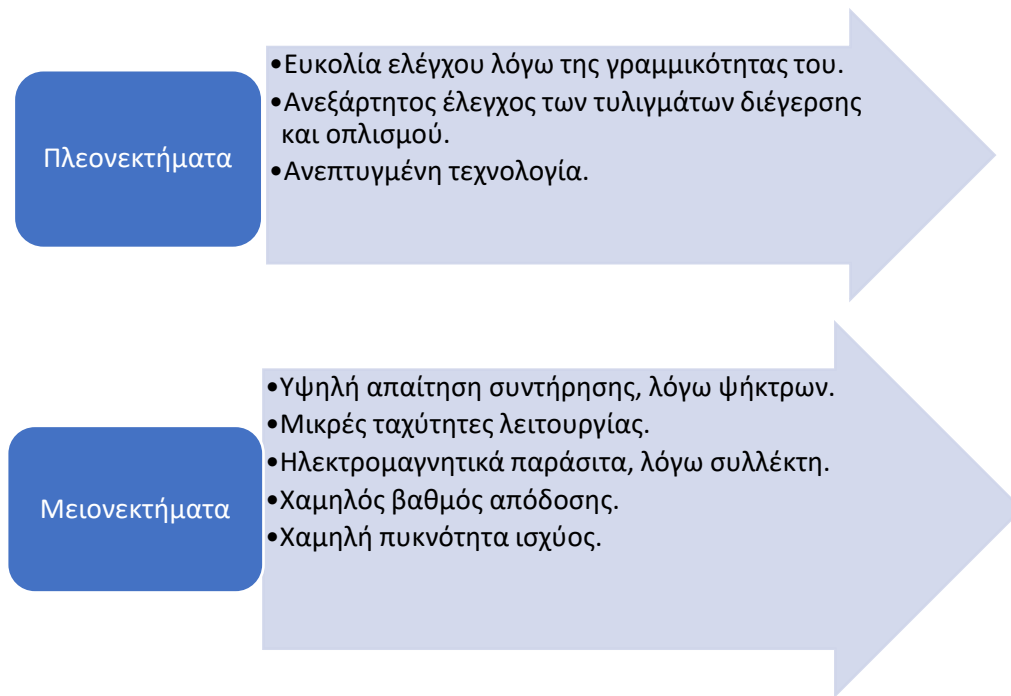 Πλεονεκτήματα
•Ευκολία ελέγχου λόγω της γραμμικότητας του.
•Ανεξάρτητος έλεγχος των τυλιγμάτων διέγερσης
και οπλισμού.
•Ανεπτυγμένη τεχνολογία.
Μειονεκτήματα
•Υψηλή απαίτηση συντήρησης, λόγω ψήκτρων.
•Μικρές ταχύτητες λειτουργίας.
•Ηλεκτρομαγνητικά παράσιτα, λόγω συλλέκτη.
•Χαμηλός βαθμός απόδοσης.
•Χαμηλή πυκνότητα ισχύος.